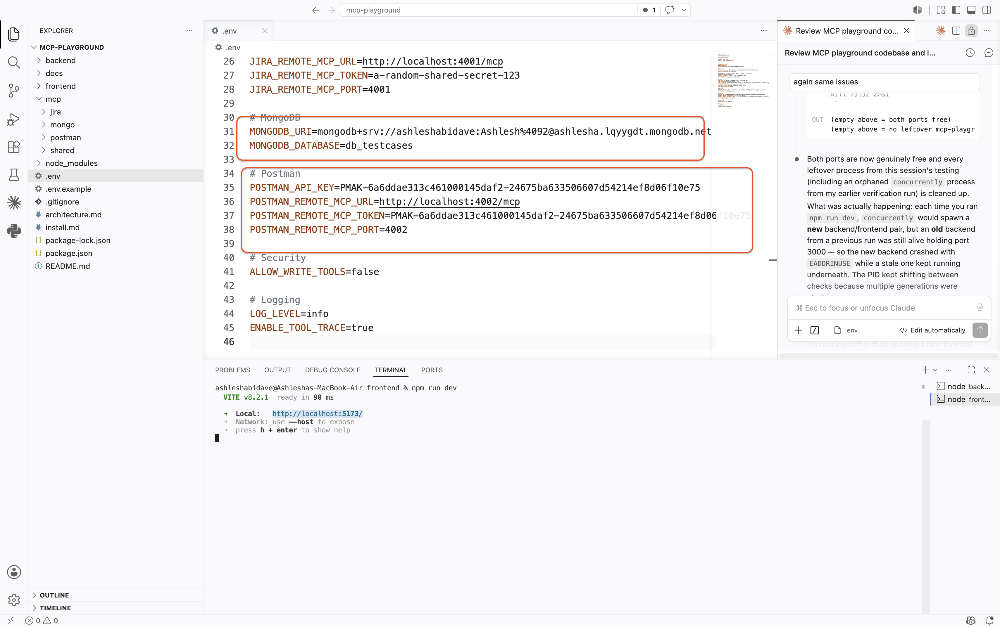 mcp-playground
1
EXPLORER
MCP-PLAYGROUND
backend
docs
frontend
mcp
jira
mongo
postman
shared
node_modules
.env
.env.example
.gitignore
architecture.md
install.md
package-lock.json
package.json
README.md
OUTLINE
TIMELINE
0 0
.env
.env
26 JIRA_REMOTE_MCP_URL=http://localhost:4001/mcp
27 JIRA_REMOTE_MCP_TOKEN=a-random-shared-secret-123
28 JIRA_REMOTE_MCP_PORT=4001
29
30 # MongoDB
31 MONGODB_URI=mongodb+srv://ashleshabidave:Ashlesh%4092@ashlesha.lqyygdt.mongodb.net
32 MONGODB_DATABASE=db_testcases
33
34 # Postman
35 POSTMAN_API_KEY=PMAK-6a6ddae313c461000145daf2-24675ba633506607d54214ef8d06f10e75
36 POSTMAN_REMOTE_MCP_URL=http://localhost:4002/mcp
37 POSTMAN_REMOTE_MCP_TOKEN=PMAK-6a6ddae313c461000145daf2-24675ba633506607d54214ef8d06f10e75
38 POSTMAN_REMOTE_MCP_PORT=4002
39
40 # Security
41 ALLOW_WRITE_TOOLS=false
42
43 # Logging
44 LOG_LEVEL=info
45 ENABLE_TOOL_TRACE=true
46
Review MCP playground co...
Review MCP playground codebase and i...
again same issues
kill 73132 2>&1
OUT (empty above = both ports free)
(empty above = no leftover mcp-playgr
Both ports are now genuinely free and every
leftover process from this session's testing
(including an orphaned concurrently process
from my earlier verification run) is cleaned up.
What was actually happening: each time you ran
npm run dev, concurrently would spawn a
new backend/frontend pair, but an old backend
from a previous run was still alive holding port
3000 — so the new backend crashed with
EADDRINUSE while a stale one kept running
underneath. The PID kept shifting between
checks because multiple generations were
⌘ Esc to focus or unfocus Claude
.env
</> Edit automatically
it's running rather than opening a new terminal
PROBLEMS OUTPUT DEBUG CONSOLE TERMINAL PORTS
ashleshabidave@Ashleshas-MacBook-Air frontend % npm run dev
VITE v8.2.1 ready in 90 ms
➜ Local: http://localhost:5173/
➜ Network: use --host to expose
➜ press h + enter to show help
node back...
node front...